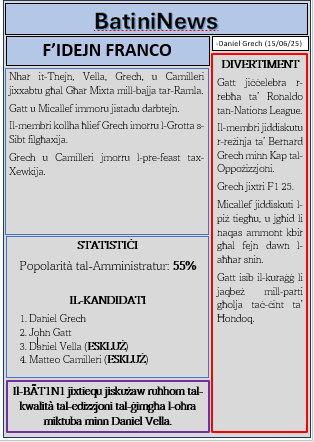 BatiniNews
F'IDEJN FRANCO
-Daniel Grech (15/06/25)
Nhar it-Tnejn, Vella, Grech, u Camilleri
jixxabtu għal Għar Mixta mill-bajja tar-Ramla.
Gatt u Micallef immoru jistadu darbtejn.
Il-membri kollha ħlief Grech imorru l-Grotta s-
Sibt filgħaxija.
Grech u Camilleri jmorru l-pre-feast tax-
Xewkija.
STATISTIĊI
Popolarità tal-Amministratur: 55%
IL-KANDIDATI
1. Daniel Grech
2. John Gatt
3. Daniel Vella (ESKLUŻ)
4. Matteo Camilleri (ESKLUŻ)
Il-BÃT1N1 jixtiequ jiskużaw ruħhom tal-
kwalità tal-edizzjoni tal-ġimgħa l-oħra
miktuba minn Daniel Vella.
DIVERTIMENT
Gatt jiċċelebra r-
rebħa ta' Ronaldo
tan-Nations League.
Il-membri jiddiskutu
r-reżinja ta' Bernard
Grech minn Kap tal-
Oppożizzjoni.
Grech jixtri F1 25.
Micallef jiddiskuti l-
piż tiegħu, u jgħid li
naqas ammont kbir
għal fejn dawn l-
aħħar snin.
Gatt isib il-kuraġġ li
jaqbeż mill-parti
għolja taċ-ċint ta'
Ħondoq.